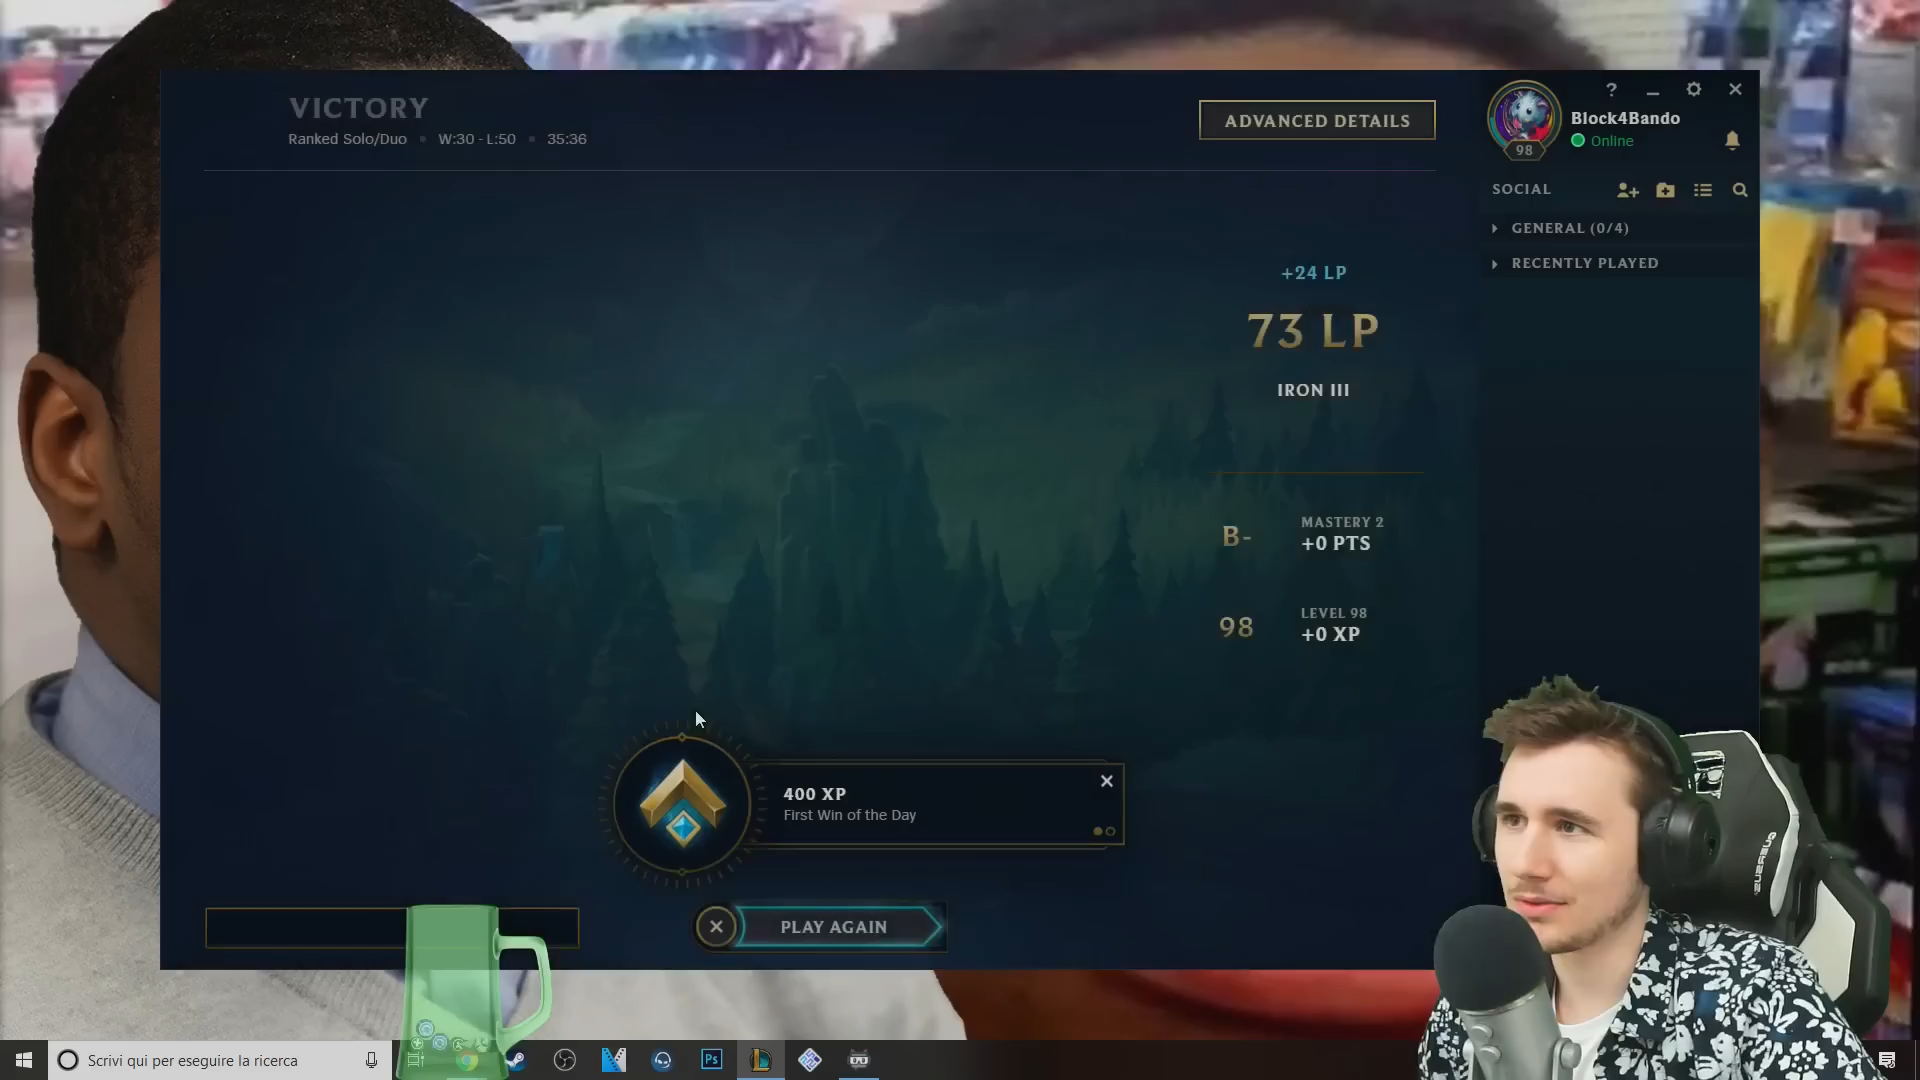 VICTORY
Ranked Solo/Duo • W:30 - L:50 • 35:36
ADVANCED DETAILS
Block4Bando
Online
98
SOCIAL
GENERAL (0/4)
RECENTLY PLAYED
+24 LP
73 LP
IRON III
B-
MASTERY 2
+0 PTS
98
LEVEL 98
+0 XP
400 XP
First Win of the Day
PLAY AGAIN
Scrivi qui per eseguire la ricerca
Ps
QUERSUS